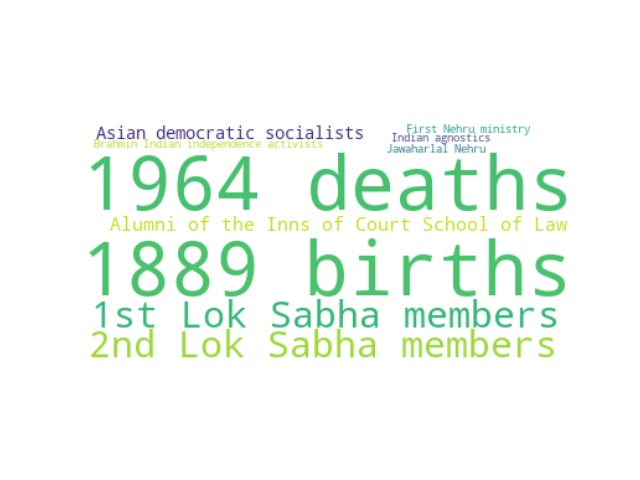 Asian democratic socialists
First Nehru ministry
Indian agnostics
Brahmin Indian independence activists
Jawaharlal Nehru
1964 deaths
Alumni of the Inns of Court School of Law
1889 births
1st Lok Sabha members
2nd Lok Sabha members